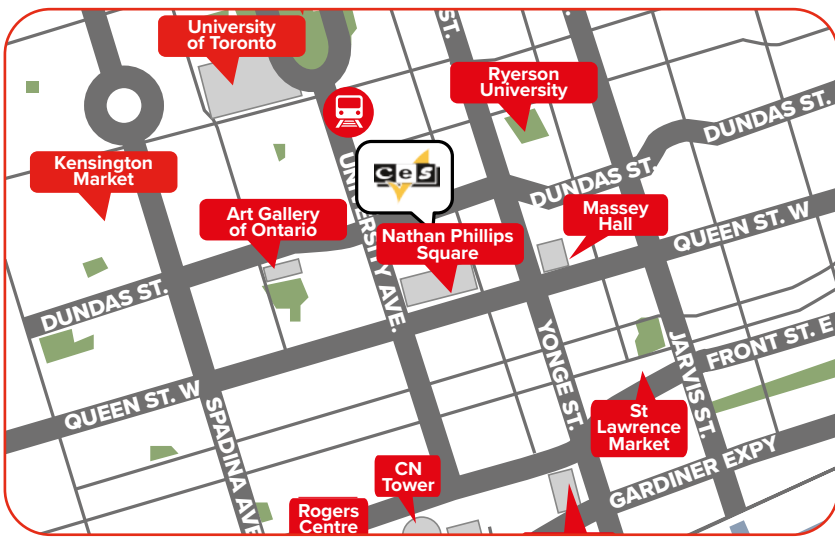 University
of Toronto
ST.
Ryerson
University
DUNDAS ST.
Kensington
Market
UNIVERSITY AVE.
CeS
DUNDAS ST.
Art Gallery
of Ontario
Nathan Phillips
Square
Massey
Hall
QUEEN ST. W
DUNDAS ST.
YONGE ST.
JARVIS ST.
FRONT ST. E
QUEEN ST. W
SPADINA AVE
St
Lawrence
Market
CN
Tower
GARDINER EXPY
Rogers
Centre